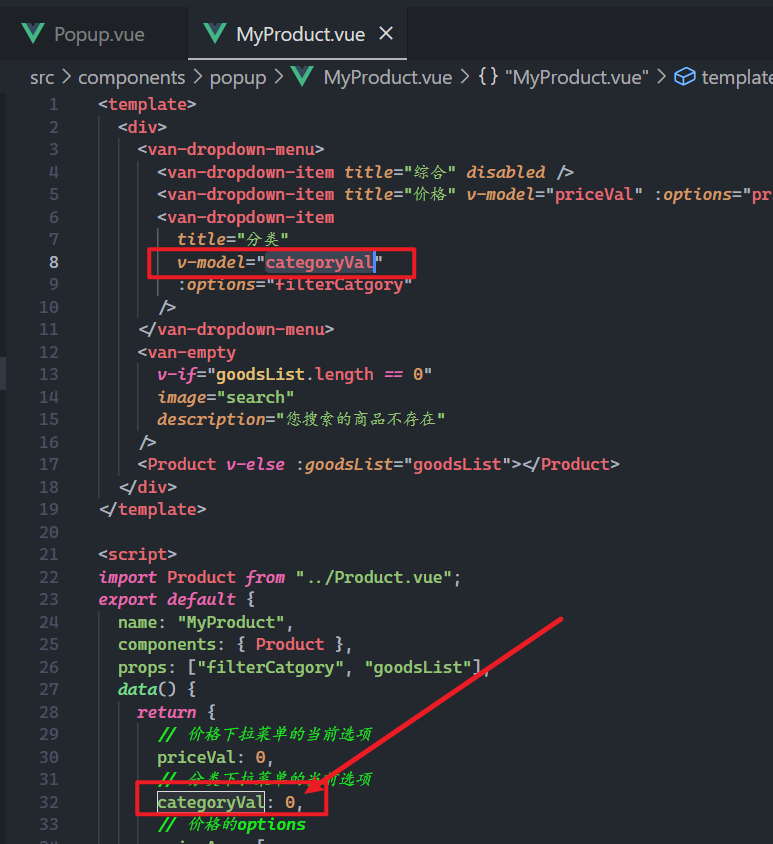 Popup.vue MyProduct.vue ×
src > components > popup > MyProduct.vue > {} "MyProduct.vue" > template
1 <template>
2 <div>
3 <van-dropdown-menu>
4 <van-dropdown-item title="综合" disabled />
5 <van-dropdown-item title="价格" v-model="priceVal" :options="pr
6 <van-dropdown-item
7 title="分类"
8 v-model="categoryVal"
9 :options="filterCatgory"
10 />
11 </van-dropdown-menu>
12 <van-empty
13 v-if="goodsList.length == 0"
14 image="search"
15 description="您搜索的商品不存在"
16 />
17 <Product v-else :goodsList="goodsList"></Product>
18 </div>
19 </template>
20
21 <script>
22 import Product from "../Product.vue";
23 export default {
24 name: "MyProduct",
25 components: { Product },
26 props: ["filterCatgory", "goodsList"],
27 data() {
28 return {
29 // 价格下拉菜单的当前选项
30 priceVal: 0,
31 // 分类下拉菜单的当前选项
32 categoryVal: 0,
33 // 价格的options